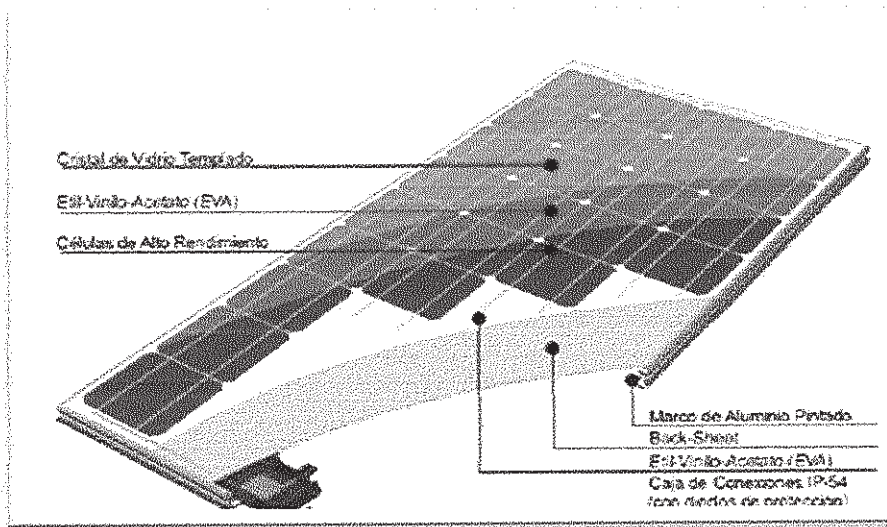 Cristal de Vidrio Templado
Etil-Vinilo-Acetato (EVA)
Células de Alto Rendimiento
Marco de Aluminio Pintado
Back-Sheet
Etil-Vinilo-Acetato (EVA)
Caja de Conexiones IP-54
(con diodos de protección)